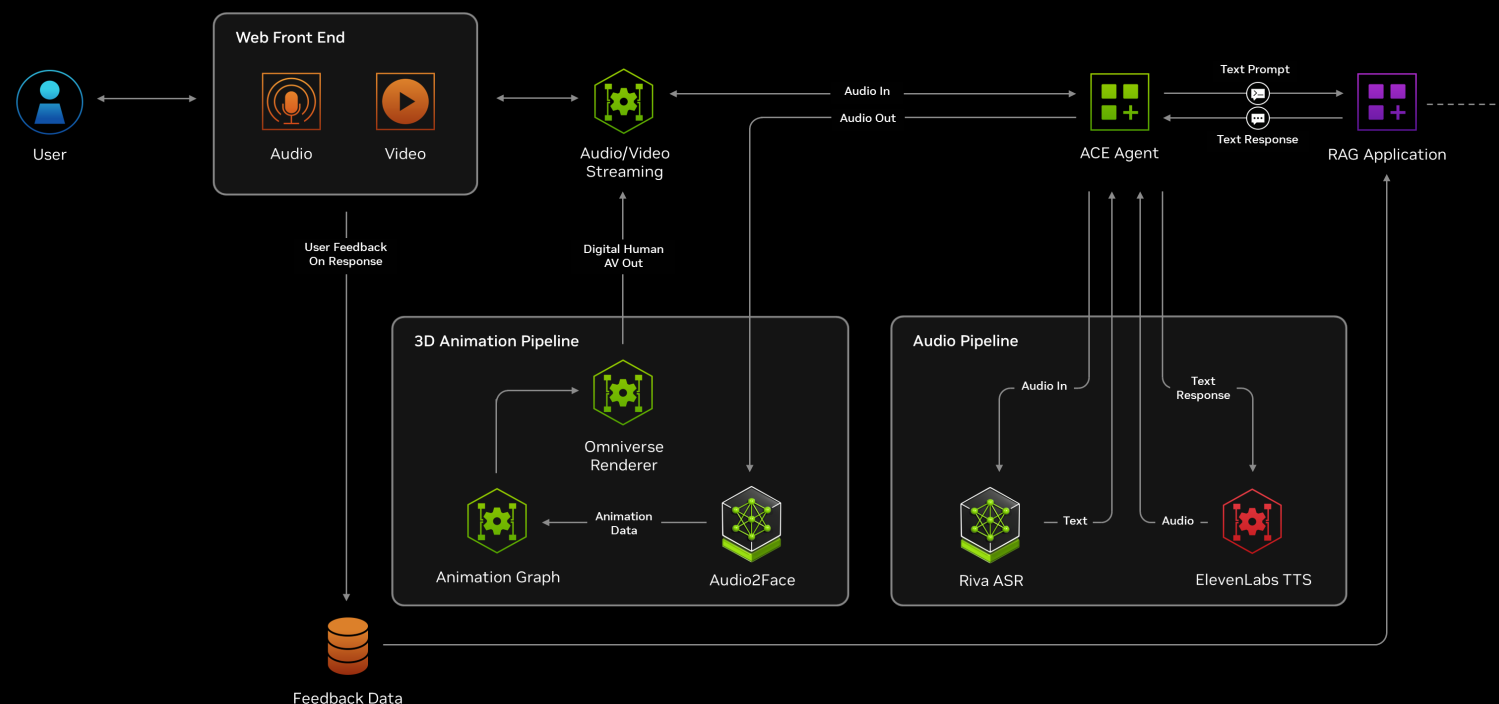 Web Front End
Audio
Video
User
Audio/Video
Streaming
Audio In
Audio Out
ACE Agent
Text Prompt
Text Response
RAG Application
User Feedback
On Response
Digital Human
AV Out
3D Animation Pipeline
Omniverse
Renderer
Animation
Data
Animation Graph
Audio2Face
Audio Pipeline
Audio In
Text
Response
Text
Audio
Riva ASR
ElevenLabs TTS
Feedback Data